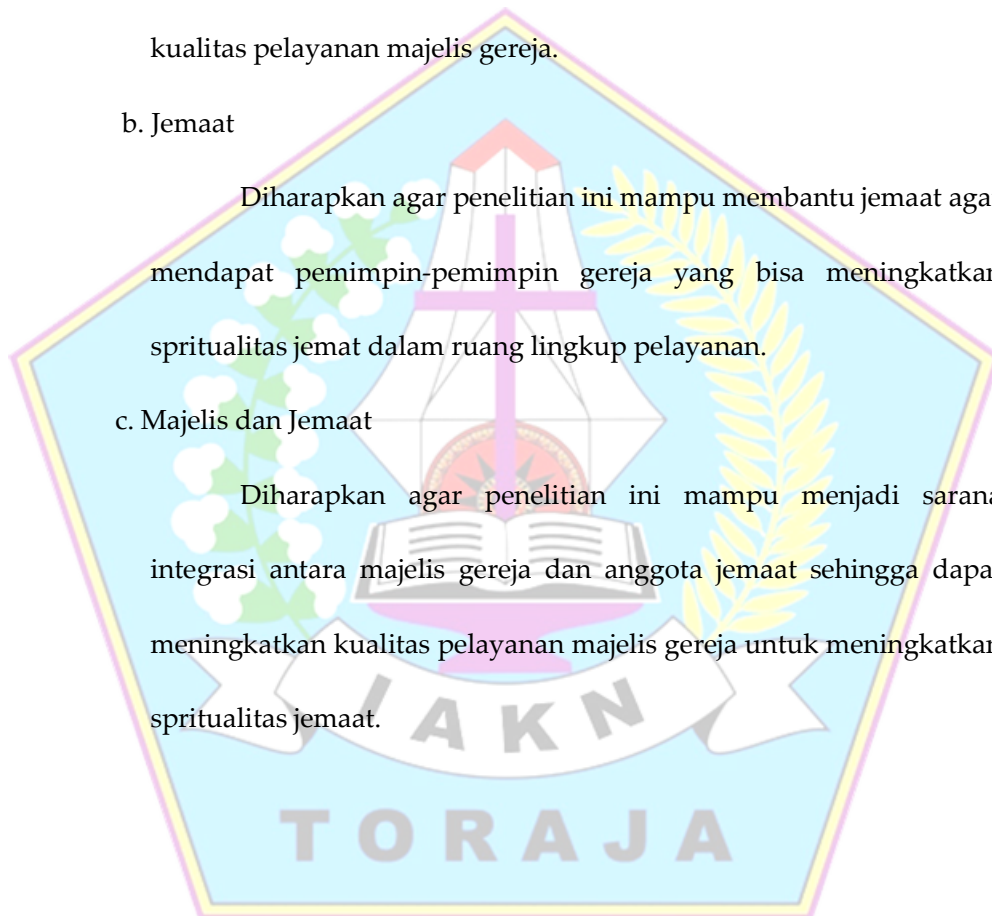 kualitas pelayanan majelis gereja.
b. Jemaat
Diharapkan agar penelitian ini mampu membantu jemaat aga
mendapat pemimpin-pemimpin gereja yang bisa meningkatkan
spritualitas jemat dalam ruang lingkup pelayanan.
c. Majelis dan Jemaat
Diharapkan agar penelitian ini mampu menjadi sarana
integrasi antara majelis gereja dan anggota jemaat sehingga dapa
meningkatkan kualitas pelayanan majelis gereja untuk meningkatkan
spritualitas jemaat.
IAKN
TORAJA